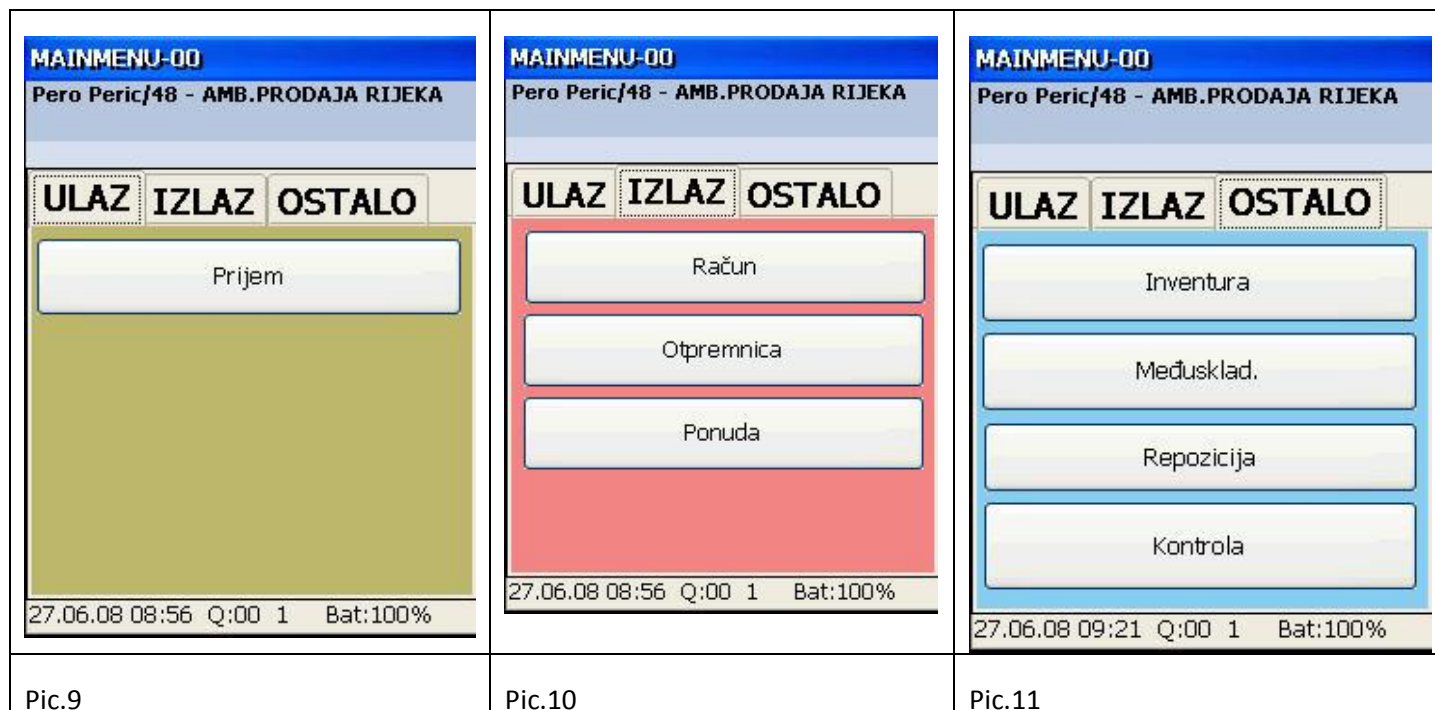 MAINMENU-00
Pero Peric/48 - AMB.PRODAJA RIJEKA
ULAZ IZLAZ OSTALO
Prijem
27.06.08 08:56 Q:00 1 Bat:100%
Pic.9
MAINMENU-00
Pero Peric/48 - AMB.PRODAJA RIJEKA
ULAZ IZLAZ OSTALO
Račun
Otpremnica
Ponuda
27.06.08 08:56 Q:00 1 Bat:100%
Pic.10
MAINMENU-00
Pero Peric/48 - AMB.PRODAJA RIJEKA
ULAZ IZLAZ OSTALO
Inventura
Međusklad.
Repozicija
Kontrola
27.06.08 09:21 Q:00 1 Bat:100%
Pic.11